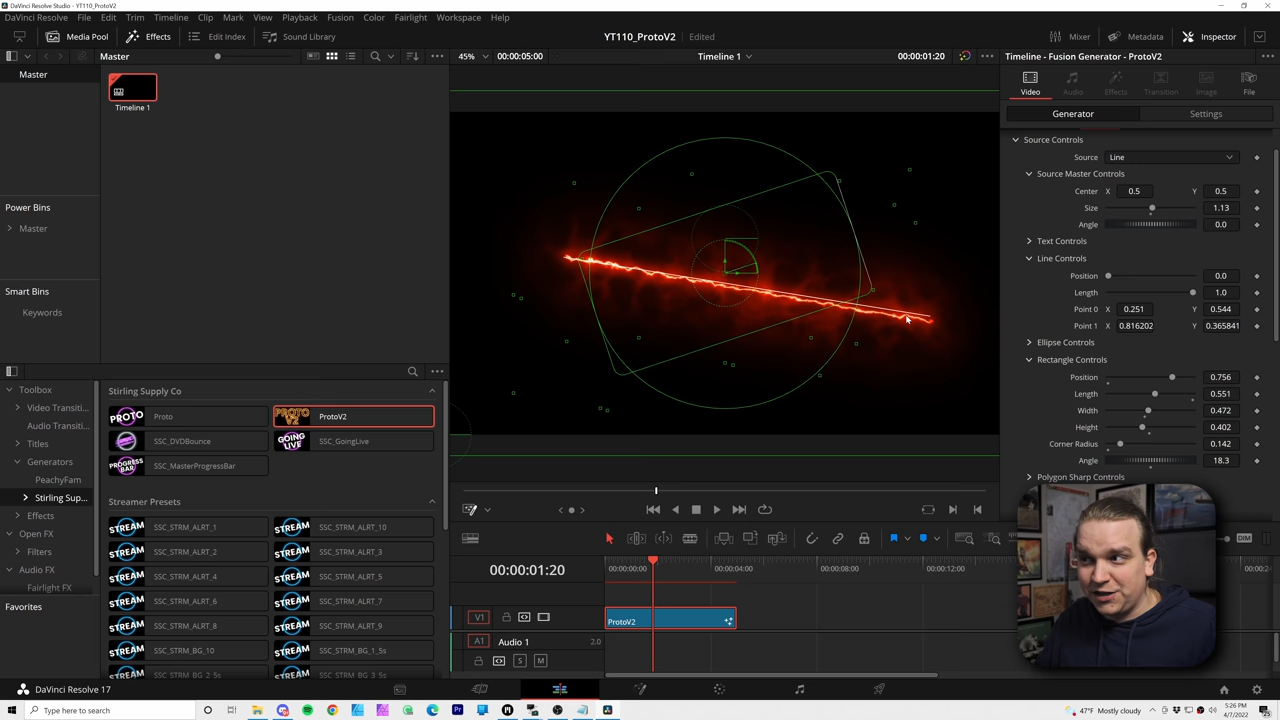 DaVinci Resolve Studio - YT110_ProtoV2
DaVinci Resolve File Edit Trim Timeline Clip Mark View Playback Fusion Color Fairlight Workspace Help
Media Pool Effects Edit Index Sound Library YT110_ProtoV2 Edited Mixer Metadata Inspector
Master 45% 00:00:05:00 Timeline 1 00:00:01:20 Timeline - Fusion Generator - ProtoV2
Master
Timeline 1
Power Bins
Master
Smart Bins
Keywords
Video Audio Effects Transition Image File
Generator Settings
Source Controls
Source Line
Source Master Controls
Center X 0.5 Y 0.5
Size 1.13
Angle 0.0
Text Controls
Line Controls
Position 0.0
Length 1.0
Point 0 X 0.251 Y 0.544
Point 1 X 0.816202 Y 0.365841
Ellipse Controls
Rectangle Controls
Position 0.756
Length 0.551
Width 0.472
Height 0.402
Corner Radius 0.142
Angle 18.3
Polygon Sharp Controls
Toolbox
Video Transiti...
Audio Transiti...
Titles
Generators
PeachyFam
Stirling Sup...
Effects
Open FX
Filters
Audio FX
Fairlight FX
Favorites
Stirling Supply Co
PROTO Proto PROTO V2 ProtoV2
SSC_DVDBounce GOING LIVE SSC_GoingLive
PROGRESS BAR SSC_MasterProgressBar
Streamer Presets
STREAM SSC_STRM_ALRT_1 STREAM SSC_STRM_ALRT_10
STREAM SSC_STRM_ALRT_2 STREAM SSC_STRM_ALRT_3
STREAM SSC_STRM_ALRT_4 STREAM SSC_STRM_ALRT_5
STREAM SSC_STRM_ALRT_6 STREAM SSC_STRM_ALRT_7
STREAM SSC_STRM_ALRT_8 STREAM SSC_STRM_ALRT_9
STREAM SSC_STRM_BG_10 STREAM SSC_STRM_BG_1_5s
SSC_STRM_BG_2_5s SSC_STRM_BG_3_5s
DIM
00:00:01:20 00:00:00:00 00:00:04:00 00:00:08:00 00:00:12:00
V1 ProtoV2
A1 Audio 1 2.0
S M
DaVinci Resolve 17
Type here to search
47°F Mostly cloudy 5:26 PM
4/7/2022